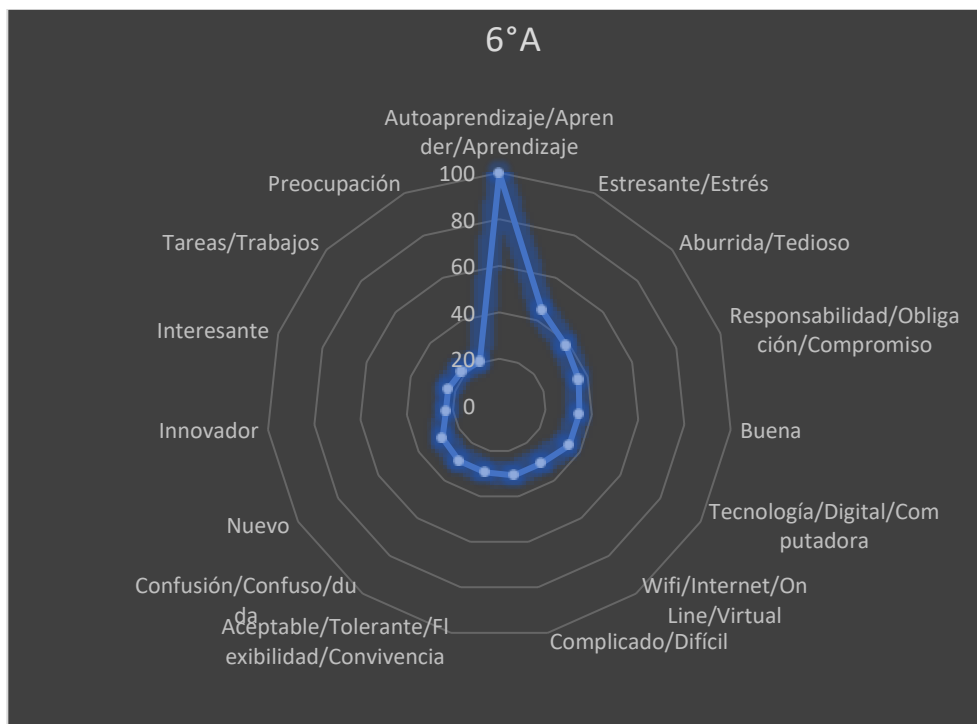 6°A
Autoaprendizaje/Apren
der/Aprendizaje
Estresante/Estrés
Aburrida/Tedioso
Responsabilidad/Obliga
ción/Compromiso
Buena
Tecnología/Digital/Com
putadora
Wifi/Internet/On
Line/Virtual
Complicado/Difícil
Aceptable/Tolerante/Fl
exibilidad/Convivencia
Confusión/Confuso/du
da
Nuevo
Innovador
Interesante
Tareas/Trabajos
Preocupación
100
80
60
40
20
0